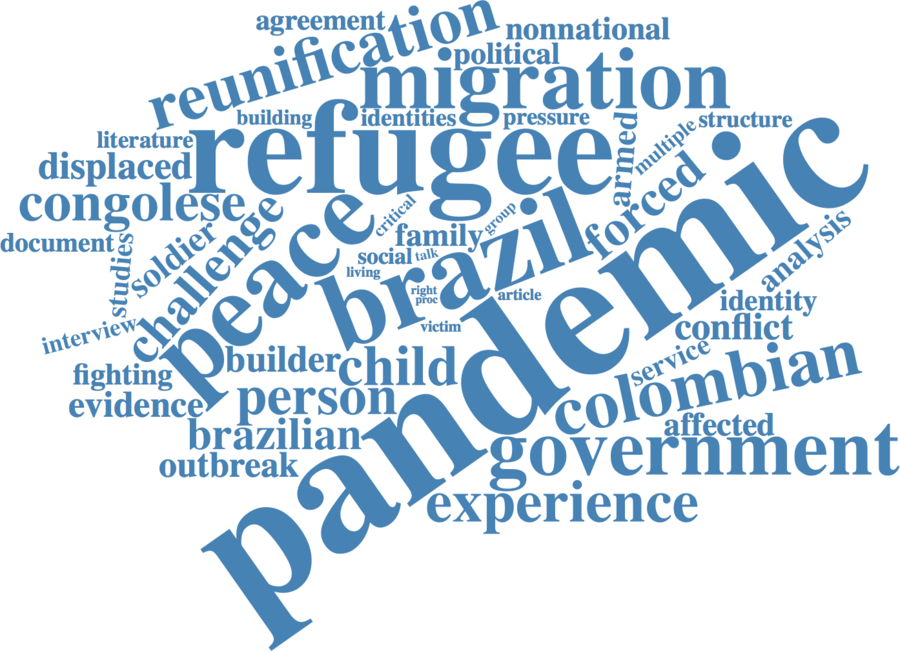 agreement
reunification
nonnational
political
migration
building
identities
pressure
structure
literature
refugee
armed
multiple
displaced
congolese
challenge
peace
critical
group
forced
pandemic
document
studies
soldier
family
social
talk
living
brazil
right
proc
article
victim
analysis
identity
conflict
interview
fighting
builder
child
service
colombian
evidence
person
brazilian
affected
government
outbreak
experience